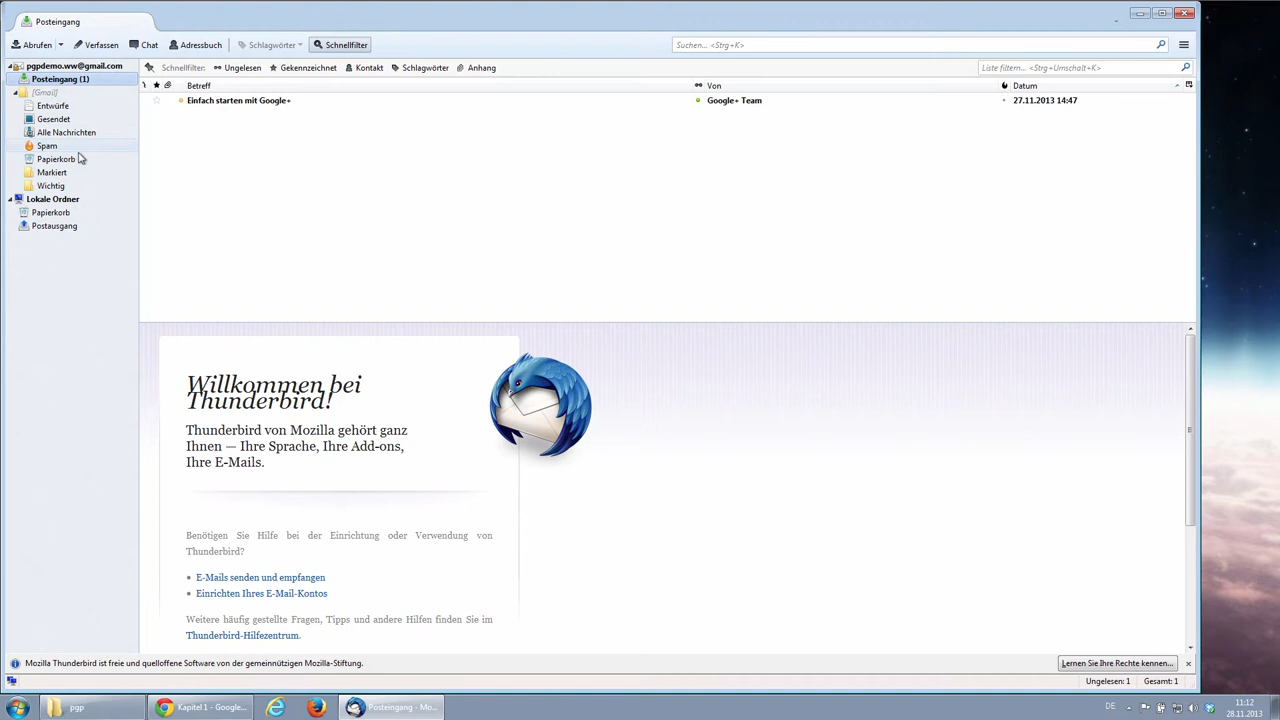 Posteingang
Abrufen Verfassen Chat Adressbuch Schlagwörter Schnellfilter Suchen... <Strg+K>
pgpdemo.ww@gmail.com
Schnellfilter: Ungelesen Gekennzeichnet Kontakt Schlagwörter Anhang Liste filtern... <Strg+Umschalt+K>
Posteingang (1)
Betreff Von Datum
[Gmail]
Einfach starten mit Google+ Google+ Team 27.11.2013 14:47
Entwürfe
Gesendet
Alle Nachrichten
Spam
Papierkorb
Markiert
Wichtig
Lokale Ordner
Papierkorb
Postausgang
Willkommen bei
Thunderbird!
Thunderbird von Mozilla gehört ganz
Ihnen — Ihre Sprache, Ihre Add-ons,
Ihre E-Mails.
Benötigen Sie Hilfe bei der Einrichtung oder Verwendung von
Thunderbird?
E-Mails senden und empfangen
Einrichten Ihres E-Mail-Kontos
Weitere häufig gestellte Fragen, Tipps und andere Hilfen finden Sie im
Thunderbird-Hilfezentrum.
Mozilla Thunderbird ist freie und quelloffene Software von der gemeinnützigen Mozilla-Stiftung. Lernen Sie Ihre Rechte kennen...
Ungelesen: 1 Gesamt: 1
pgp Kapitel 1 - Google... Posteingang - Mo... DE 11:12
28.11.2013